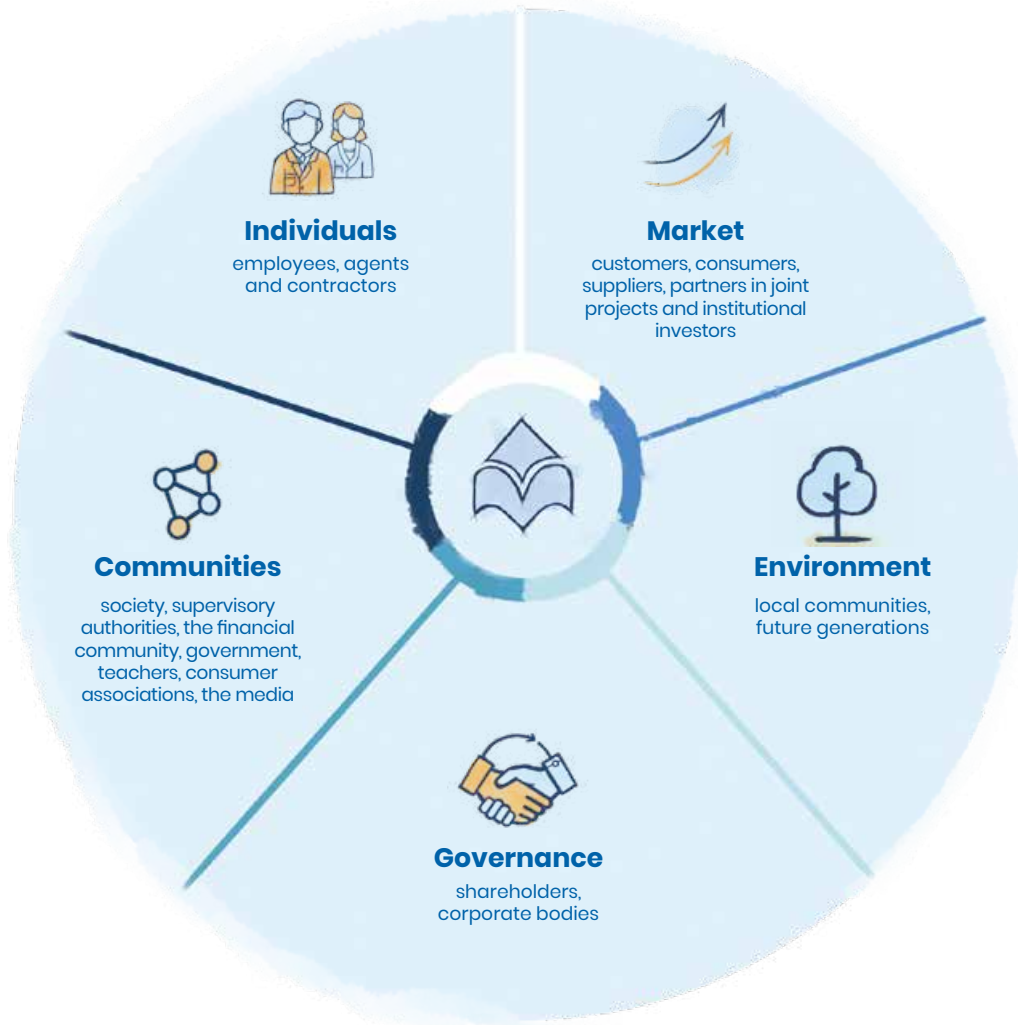 Individuals
employees, agents
and contractors
Market
customers, consumers,
suppliers, partners in joint
projects and institutional
investors
Communities
society, supervisory
authorities, the financial
community, government,
teachers, consumer
associations, the media
Environment
local communities,
future generations
Governance
shareholders,
corporate bodies